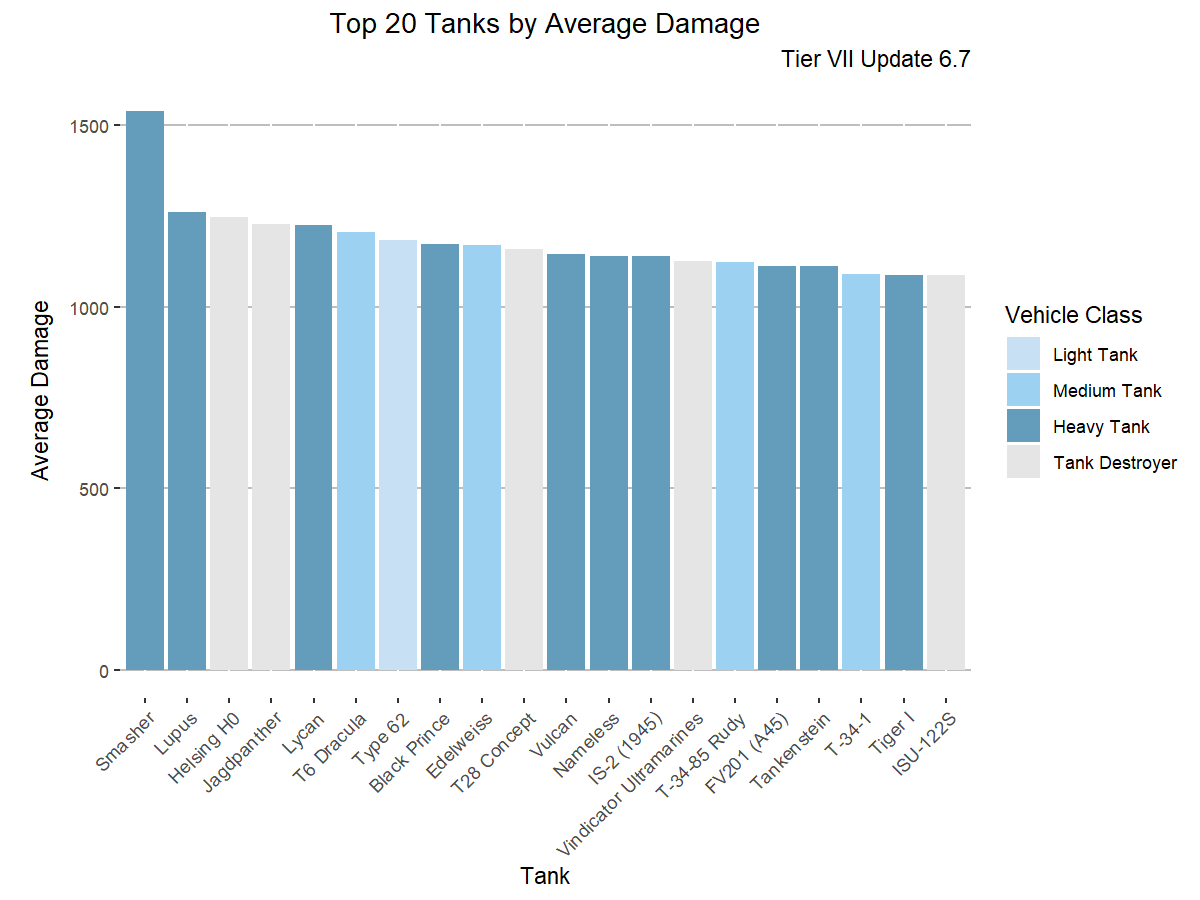 Top 20 Tanks by Average Damage
Tier VII Update 6.7
Average Damage
1500
1000
500
0
Smasher
Lupus
Helsing H0
Jagdpanther
Lycan
T6 Dracula
Type 62
Black Prince
Edelweiss
T28 Concept
Vulcan
Nameless
IS-2 (1945)
Vindicator Ultramarines
T-34-85 Rudy
FV201 (A45)
Tankenstein
T-34-1
Tiger I
ISU-122S
Tank
Vehicle Class
Light Tank
Medium Tank
Heavy Tank
Tank Destroyer